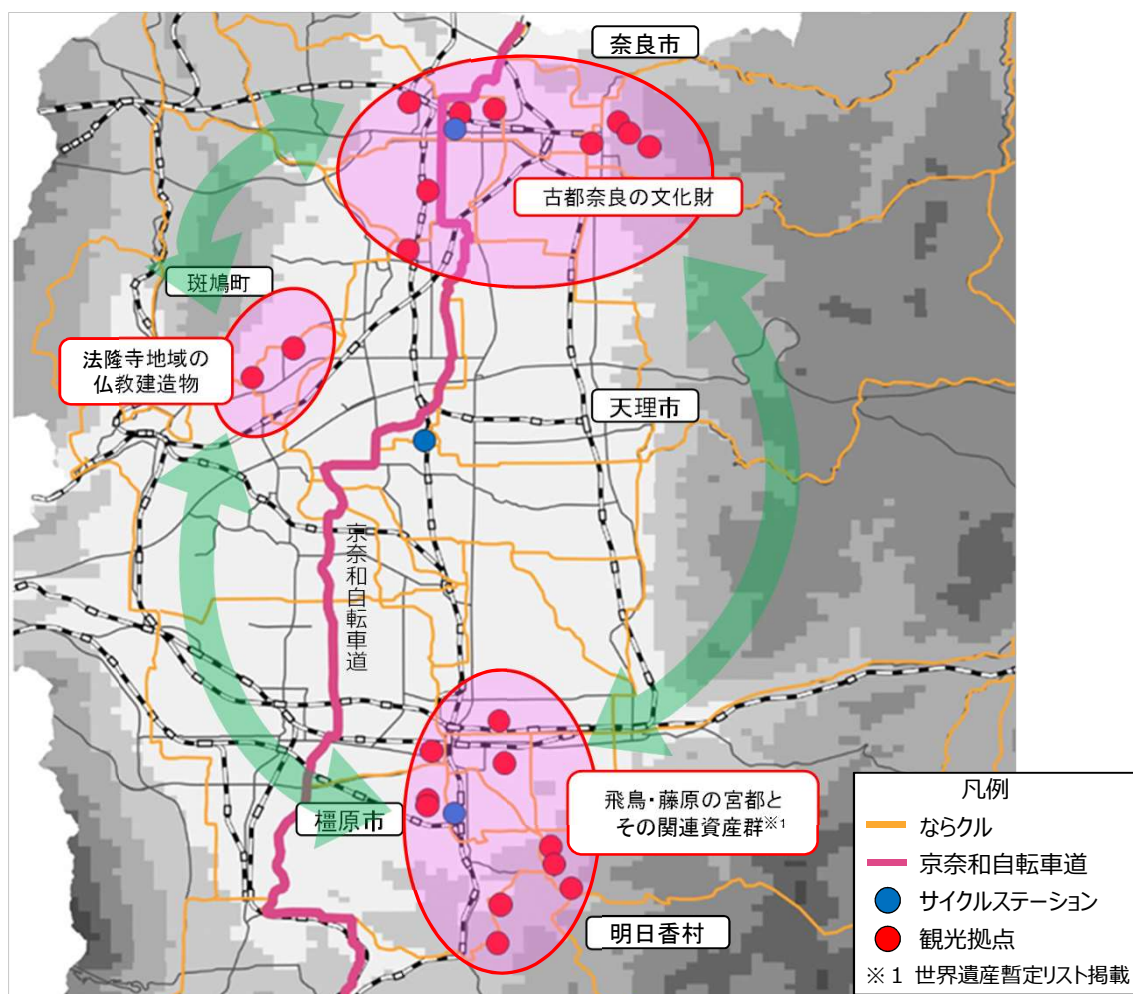 奈良市
古都奈良の文化財
斑鳩町
法隆寺地域の
仏教建造物
天理市
京奈和自転車道
橿原市
飛鳥・藤原の宮都と
その関連資産群※1
明日香村
凡例
ならクル
京奈和自転車道
サイクルステーション
観光拠点
※1 世界遺産暫定リスト掲載